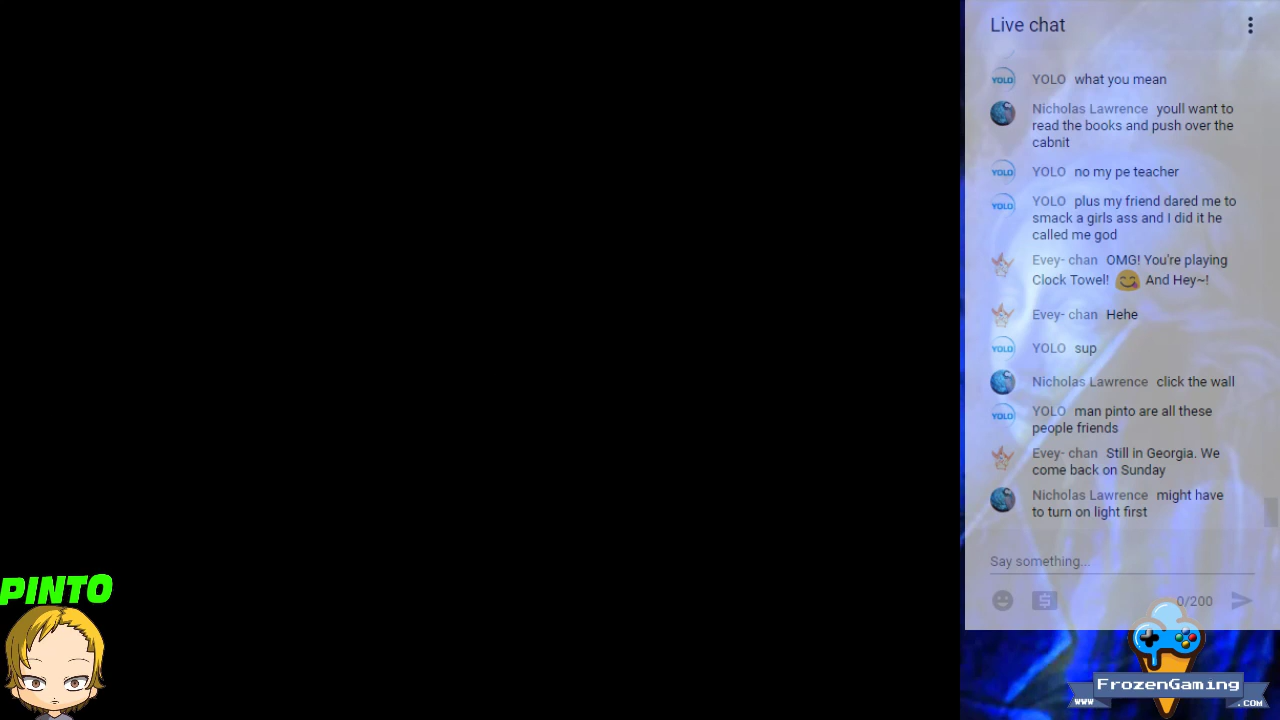 Live chat
YOLO what you mean
Nicholas Lawrence youll want to
read the books and push over the
cabnit
YOLO no my pe teacher
YOLO plus my friend dared me to
smack a girls ass and I did it he
called me god
Evey- chan OMG! You're playing
Clock Towel! And Hey~!
Evey- chan Hehe
YOLO sup
Nicholas Lawrence click the wall
YOLO man pinto are all these
people friends
Evey- chan Still in Georgia. We
come back on Sunday
Nicholas Lawrence might have
to turn on light first
Say something...
0/200
PINTO
FrozenGaming
WWW .COM